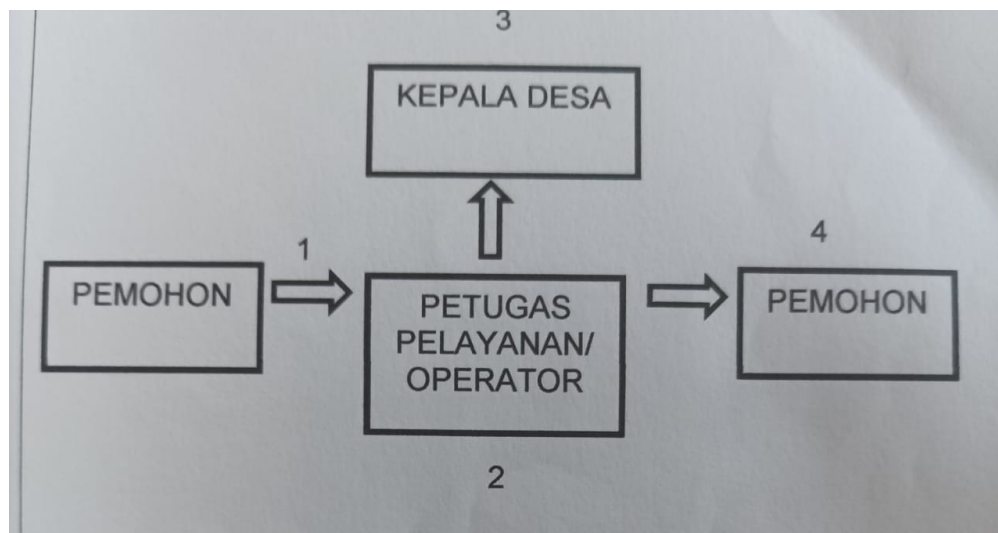 3
KEPALA DESA
1
4
PEMOHON
PETUGAS
PELAYANAN/
OPERATOR
PEMOHON
2